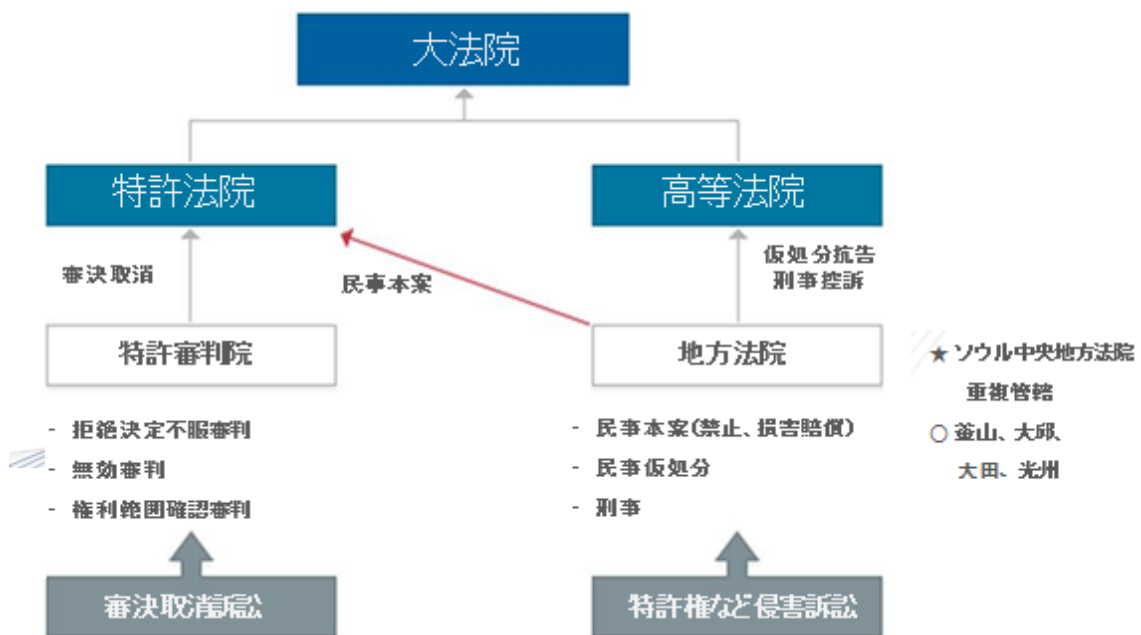 大法院
特許法院
高等法院
審決取消
民事本案
仮処分抗告
刑事控訴
特許審判院
地方法院
★ ソウル中央地方法院
重複管轄
○ 釜山、大邱、
大田、光州
- 拒絶決定不服審判
- 無効審判
- 権利範囲確認審判
- 民事本案(禁止、損害賠償)
- 民事仮処分
- 刑事
審決取消訴訟
特許権など侵害訴訟